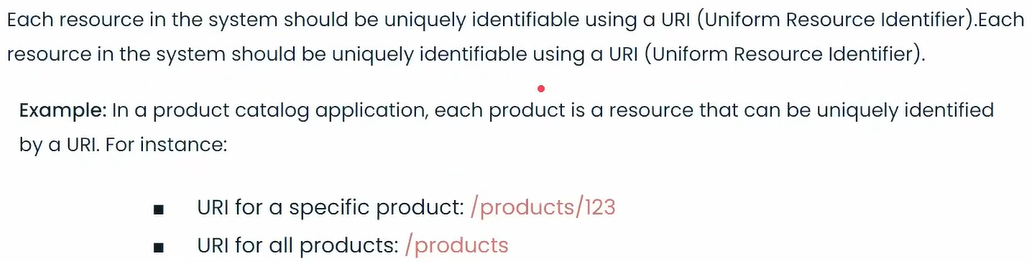 Each resource in the system should be uniquely identifiable using a URI (Uniform Resource Identifier).Each
resource in the system should be uniquely identifiable using a URI (Uniform Resource Identifier).
Example: In a product catalog application, each product is a resource that can be uniquely identified
by a URI. For instance:
▪ URI for a specific product: /products/123
▪ URI for all products: /products